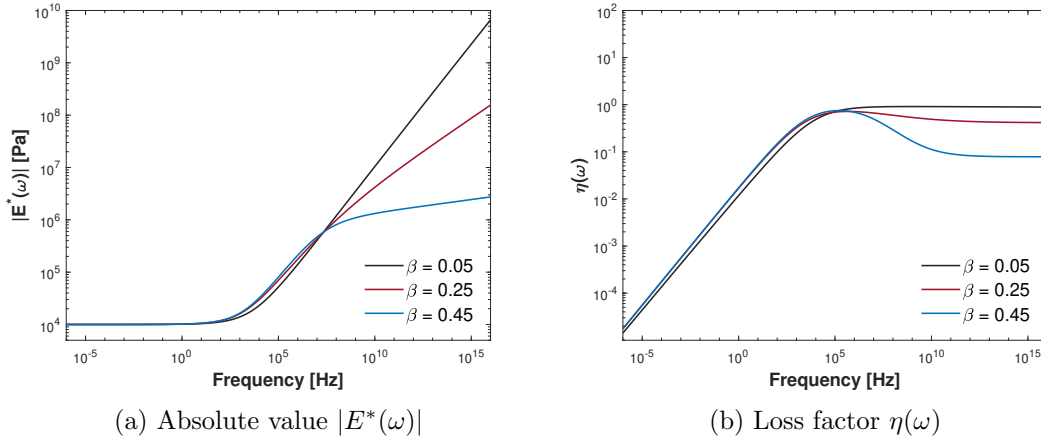 10^10
10^9
10^8
10^7
10^6
10^5
10^4
|E*(ω)| [Pa]
β = 0.05
β = 0.25
β = 0.45
10^-5 10^0 10^5 10^10 10^15
Frequency [Hz]
(a) Absolute value |E*(ω)|
10^2
10^1
10^0
10^-1
10^-2
10^-3
10^-4
η(ω)
β = 0.05
β = 0.25
β = 0.45
10^-5 10^0 10^5 10^10 10^15
Frequency [Hz]
(b) Loss factor η(ω)